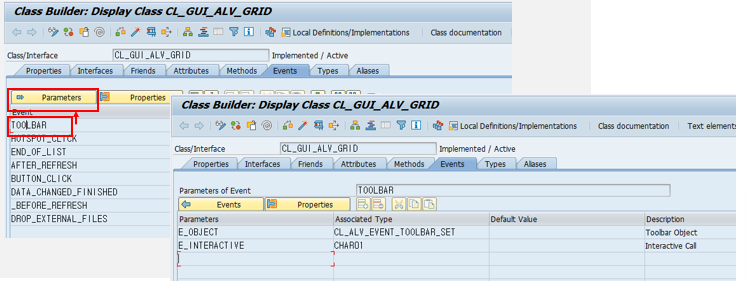 Class Builder: Display Class CL_GUI_ALV_GRID
Local Definitions/Implementations Class documentation
Class/Interface CL_GUI_ALV_GRID Implemented / Active
Properties Interfaces Friends Attributes Methods Events Types Aliases
Parameters Properties
Event
TOOLBAR
HOTSPOT_CLICK
END_OF_LIST
AFTER_REFRESH
BUTTON_CLICK
DATA_CHANGED_FINISHED
_BEFORE_REFRESH
DROP_EXTERNAL_FILES
Class Builder: Display Class CL_GUI_ALV_GRID
Local Definitions/Implementations Class documentation Text elements
Class/Interface CL_GUI_ALV_GRID Implemented / Active
Properties Interfaces Friends Attributes Methods Events Types Aliases
Parameters of Event TOOLBAR
Events Properties
Parameters Associated Type Default Value Description
E_OBJECT CL_ALV_EVENT_TOOLBAR_SET Toolbar Object
E_INTERACTIVE CHAR01 Interactive Call